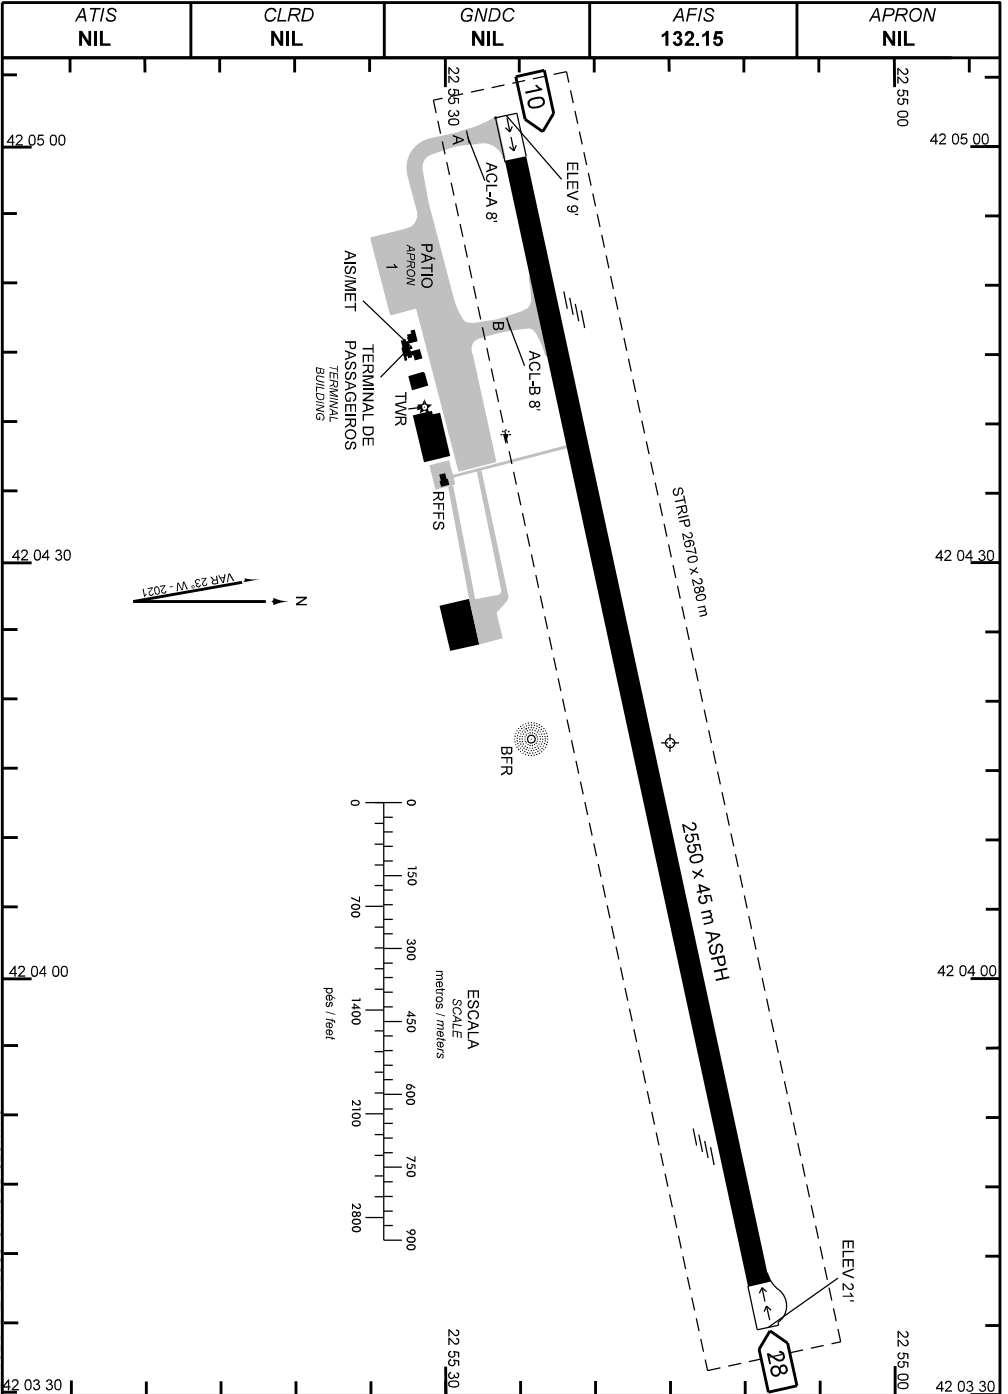 ATIS
NIL
CLRD
NIL
GNDC
NIL
AFIS
132.15
APRON
NIL
22 55 30
22 55 00
42 05 00
42 05 00
10
A
ELEV 9'
ACL-A 8'
PÁTIO
APRON
1
AIS/MET
B
ACL-B 8'
TERMINAL DE
PASSAGEIROS
TERMINAL
BUILDING
TWR
RFFS
STRIP 2670 x 280 m
42 04 30
42 04 30
VAR 23° W - 2021
N
BFR
2550 x 45 m ASPH
0
150
300
450
600
750
900
0
700
1400
2100
2800
ESCALA
SCALE
metros / meters
pés / feet
42 04 00
42 04 00
ELEV 21'
28
22 55 30
22 55 00
42 03 30
42 03 30